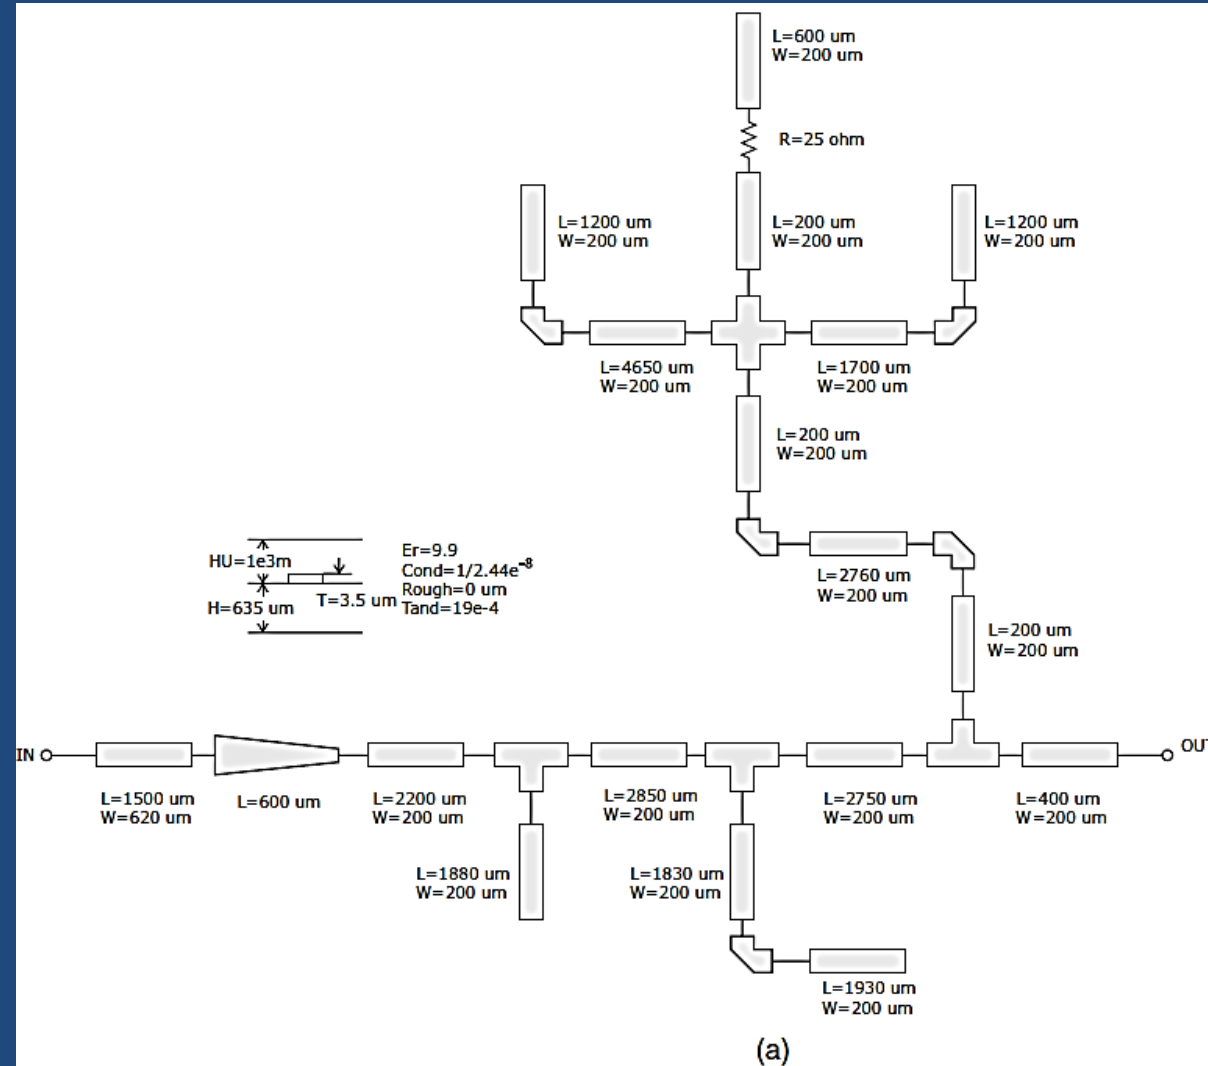 L=600 um
W=200 um
R=25 ohm
L=1200 um
W=200 um
L=200 um
W=200 um
L=1200 um
W=200 um
L=4650 um
W=200 um
L=1700 um
W=200 um
L=200 um
W=200 um
HU=1e3m
H=635 um
T=3.5 um
Er=9.9
Cond=1/2.44e-8
Rough=0 um
Tand=19e-4
L=2760 um
W=200 um
L=200 um
W=200 um
IN
OUT
L=1500 um
W=620 um
L=600 um
L=2200 um
W=200 um
L=2850 um
W=200 um
L=2750 um
W=200 um
L=400 um
W=200 um
L=1880 um
W=200 um
L=1830 um
W=200 um
L=1930 um
W=200 um
(a)